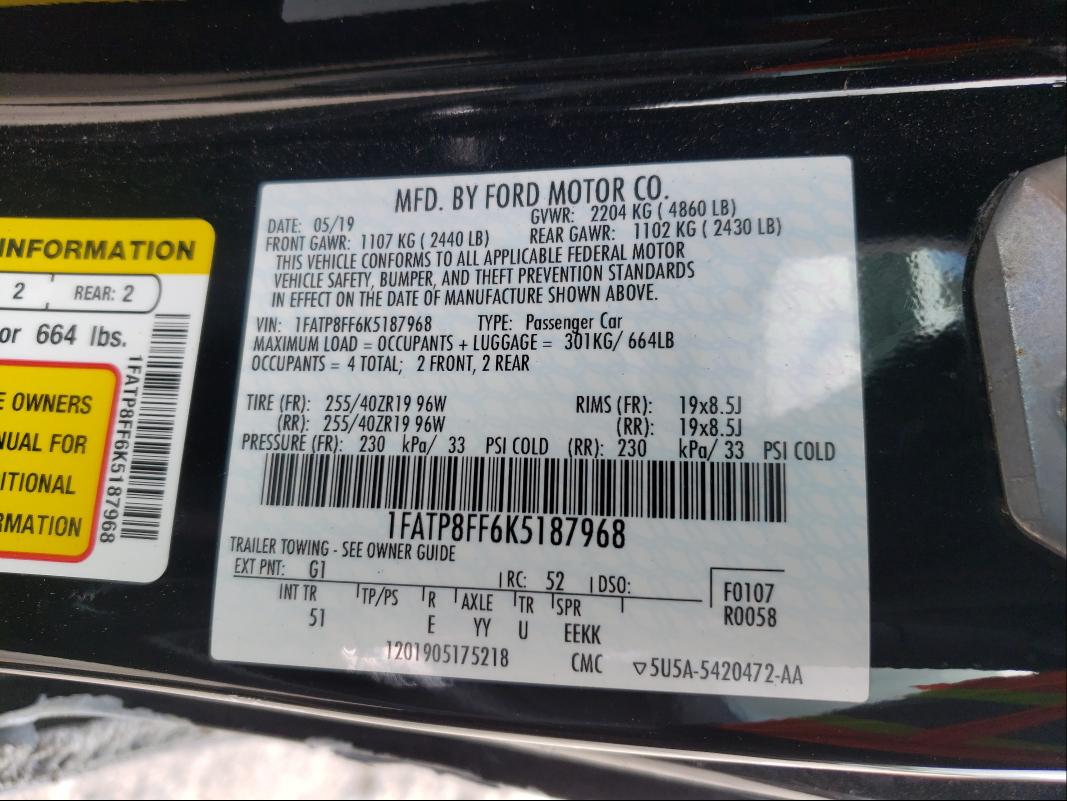 INFORMATION
2 REAR: 2
or 664 lbs.
E OWNERS
NUAL FOR
ITIONAL
RMATION
1FATP8FF6K5187968
MFD. BY FORD MOTOR CO.
DATE: 05/19 GVWR: 2204 KG ( 4860 LB)
FRONT GAWR: 1107 KG ( 2440 LB) REAR GAWR: 1102 KG ( 2430 LB)
THIS VEHICLE CONFORMS TO ALL APPLICABLE FEDERAL MOTOR
VEHICLE SAFETY, BUMPER, AND THEFT PREVENTION STANDARDS
IN EFFECT ON THE DATE OF MANUFACTURE SHOWN ABOVE.
VIN: 1FATP8FF6K5187968 TYPE: Passenger Car
MAXIMUM LOAD = OCCUPANTS + LUGGAGE = 301KG/ 664LB
OCCUPANTS = 4 TOTAL; 2 FRONT, 2 REAR
TIRE (FR): 255/40ZR19 96W RIMS (FR): 19x8.5J
(RR): 255/40ZR19 96W (RR): 19x8.5J
PRESSURE (FR): 230 kPa/ 33 PSI COLD (RR): 230 kPa/ 33 PSI COLD
1FATP8FF6K5187968
TRAILER TOWING - SEE OWNER GUIDE
EXT PNT: G1 RC: 52 DSO: F0107
INT TR TP/PS R AXLE TR SPR R0058
51 E YY U EEKK
1201905175218 CMC ▽5U5A-5420472-AA